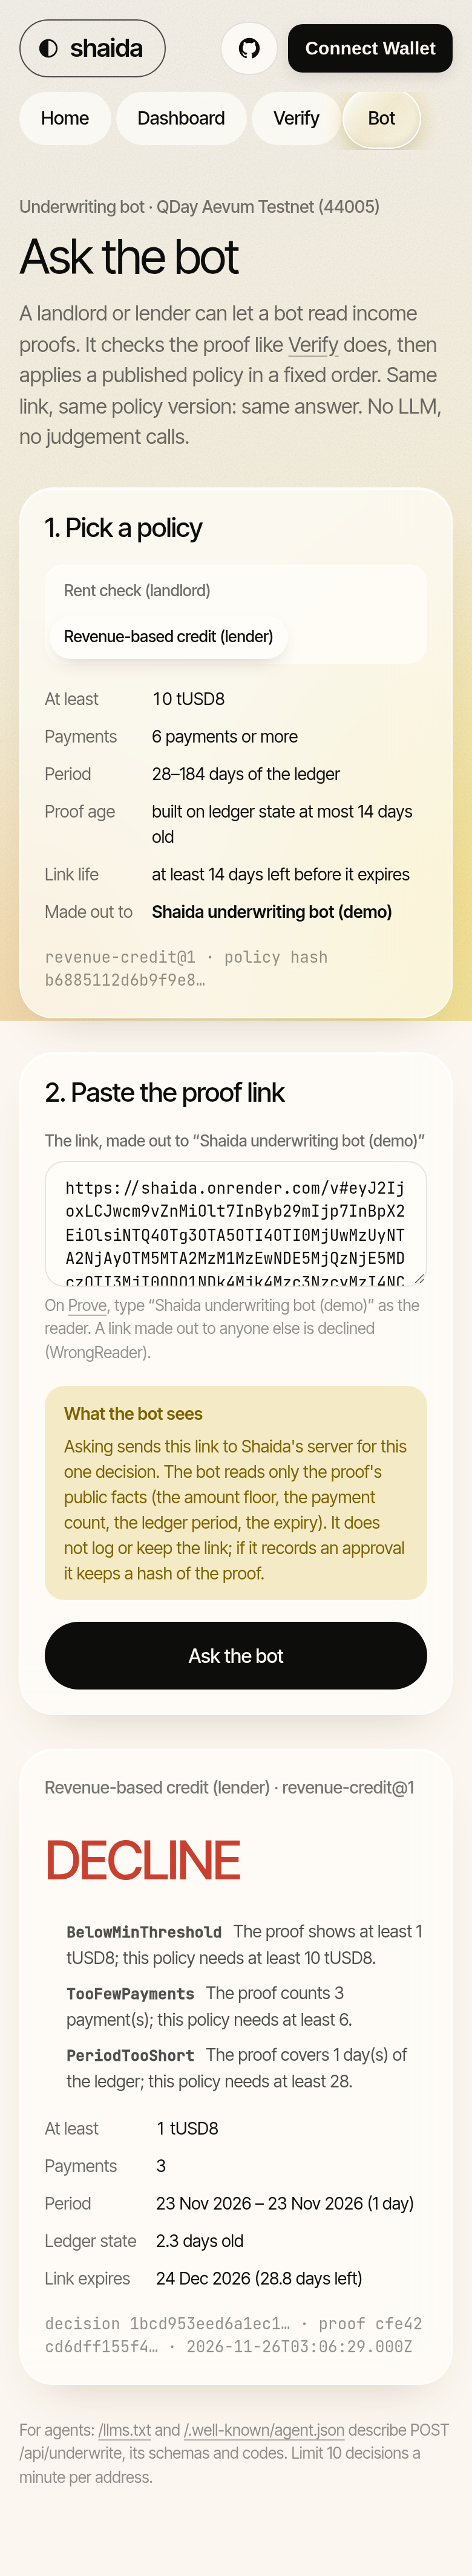 shaida
Connect Wallet
Home
Dashboard
Verify
Bot
Underwriting bot · QDay Aevum Testnet (44005)
Ask the bot
A landlord or lender can let a bot read income
proofs. It checks the proof like Verify does, then
applies a published policy in a fixed order. Same
link, same policy version: same answer. No LLM,
no judgement calls.
1. Pick a policy
Rent check (landlord)
Revenue-based credit (lender)
At least 10 tUSD8
Payments 6 payments or more
Period 28–184 days of the ledger
Proof age built on ledger state at most 14 days
old
Link life at least 14 days left before it expires
Made out to Shaida underwriting bot (demo)
revenue-credit@1 · policy hash
b6885112d6b9f9e8…
2. Paste the proof link
The link, made out to “Shaida underwriting bot (demo)”
https://shaida.onrender.com/v#eyJ2Ij
oxLCJwcm9vZnMiOlt7InByb29mIjp7InBpX2
EiOlsiNTQ4OTg3OTA5OTI4OTI0MjUwMzUyNT
A2NjAyOTM5MTA2MzM1MzEwNDE5MjQzNjE5MD
czOTI3MjI0ODQ1NDk4Mjk4Mzc3NzcyMzI4NC
On Prove, type “Shaida underwriting bot (demo)” as the
reader. A link made out to anyone else is declined
(WrongReader).
What the bot sees
Asking sends this link to Shaida's server for this
one decision. The bot reads only the proof's
public facts (the amount floor, the payment
count, the ledger period, the expiry). It does
not log or keep the link; if it records an approval
it keeps a hash of the proof.
Ask the bot
Revenue-based credit (lender) · revenue-credit@1
DECLINE
BelowMinThreshold The proof shows at least 1
tUSD8; this policy needs at least 10 tUSD8.
TooFewPayments The proof counts 3
payment(s); this policy needs at least 6.
PeriodTooShort The proof covers 1 day(s) of
the ledger; this policy needs at least 28.
At least 1 tUSD8
Payments 3
Period 23 Nov 2026 – 23 Nov 2026 (1 day)
Ledger state 2.3 days old
Link expires 24 Dec 2026 (28.8 days left)
decision 1bcd953eed6a1ec1… · proof cfe42
cd6dff155f4… · 2026-11-26T03:06:29.000Z
For agents: /llms.txt and /.well-known/agent.json describe POST
/api/underwrite, its schemas and codes. Limit 10 decisions a
minute per address.